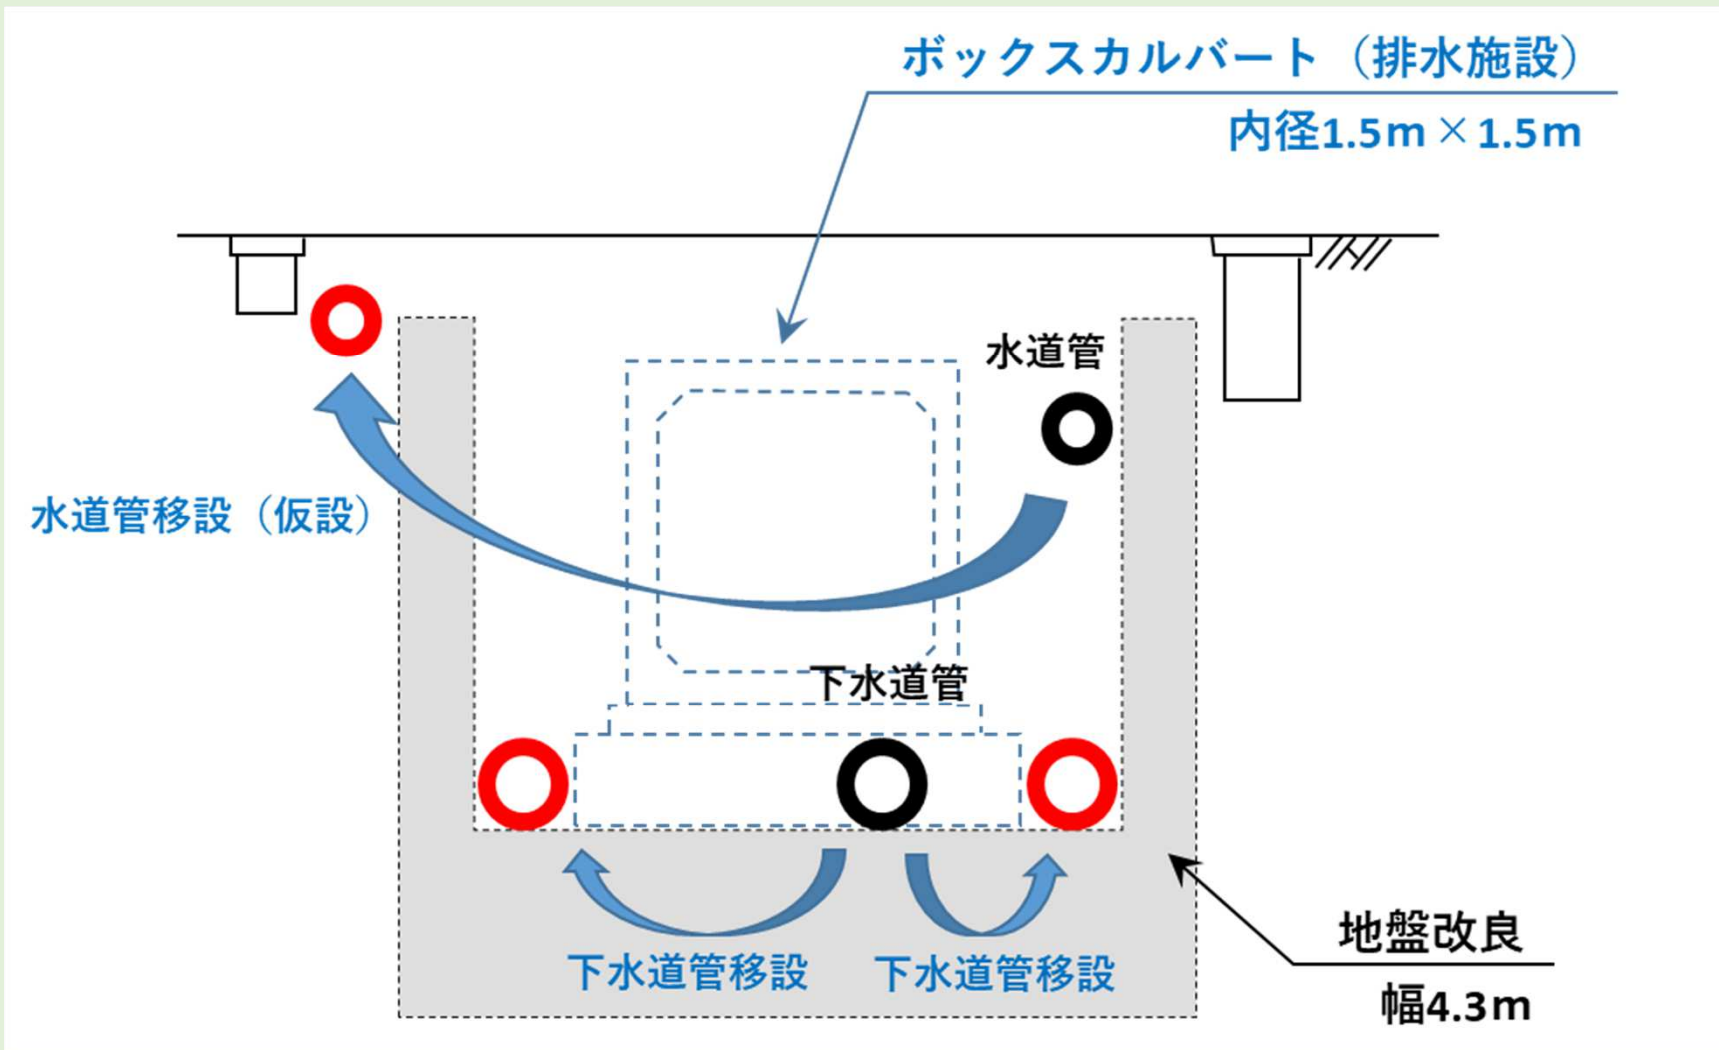 ボックスカルバート（排水施設）
内径1.5m×1.5m
水道管
水道管移設（仮設）
下水道管
下水道管移設
下水道管移設
地盤改良
幅4.3m